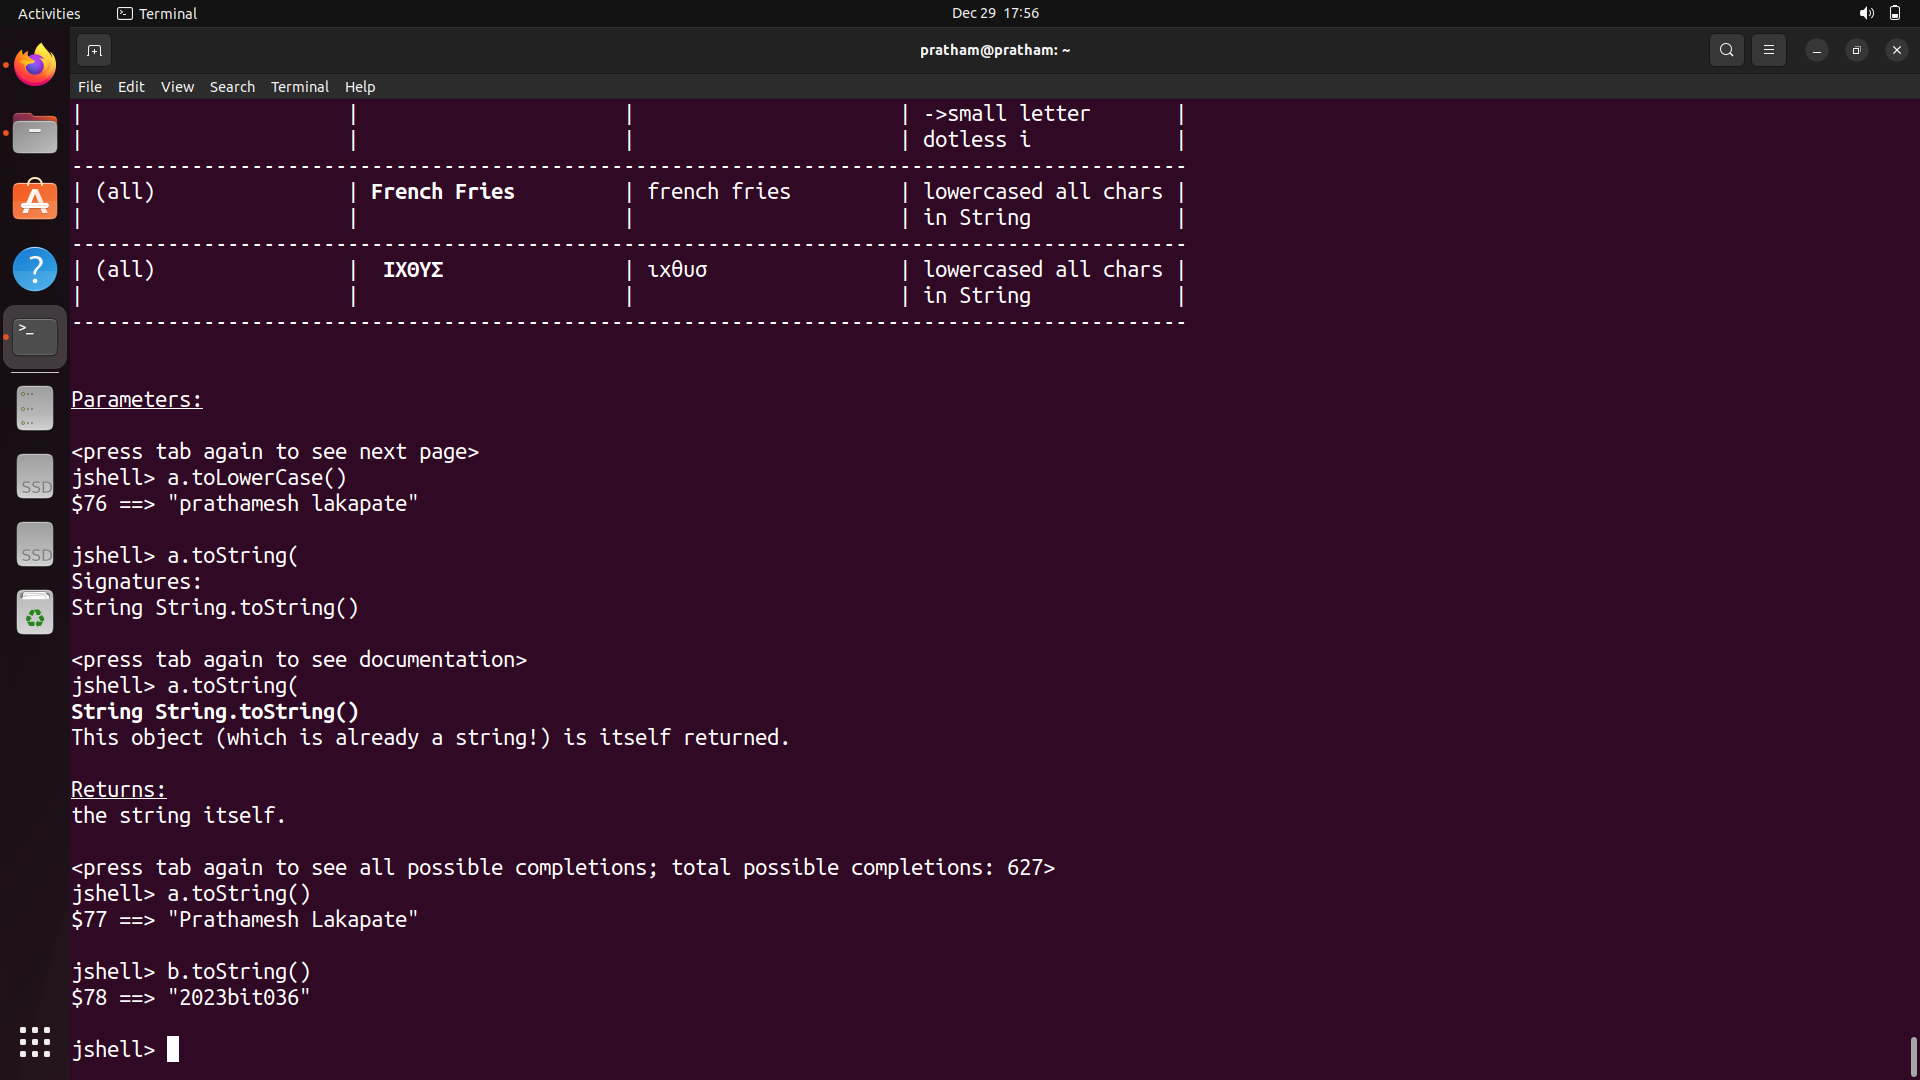 Activities Terminal Dec 29 17:56
pratham@pratham: ~
File Edit View Search Terminal Help
| | | | ->small letter |
| | | | dotless i |
---------------------------------------------------------------------------------------------
| (all) | French Fries | french fries | lowercased all chars |
| | | | in String |
---------------------------------------------------------------------------------------------
| (all) | ΙΧΘΥΣ | ιχθυσ | lowercased all chars |
| | | | in String |
---------------------------------------------------------------------------------------------
Parameters:
<press tab again to see next page>
jshell> a.toLowerCase()
$76 ==> "prathamesh lakapate"
jshell> a.toString(
Signatures:
String String.toString()
<press tab again to see documentation>
jshell> a.toString(
String String.toString()
This object (which is already a string!) is itself returned.
Returns:
the string itself.
<press tab again to see all possible completions; total possible completions: 627>
jshell> a.toString()
$77 ==> "Prathamesh Lakapate"
jshell> b.toString()
$78 ==> "2023bit036"
jshell>
>_
SSD
SSD